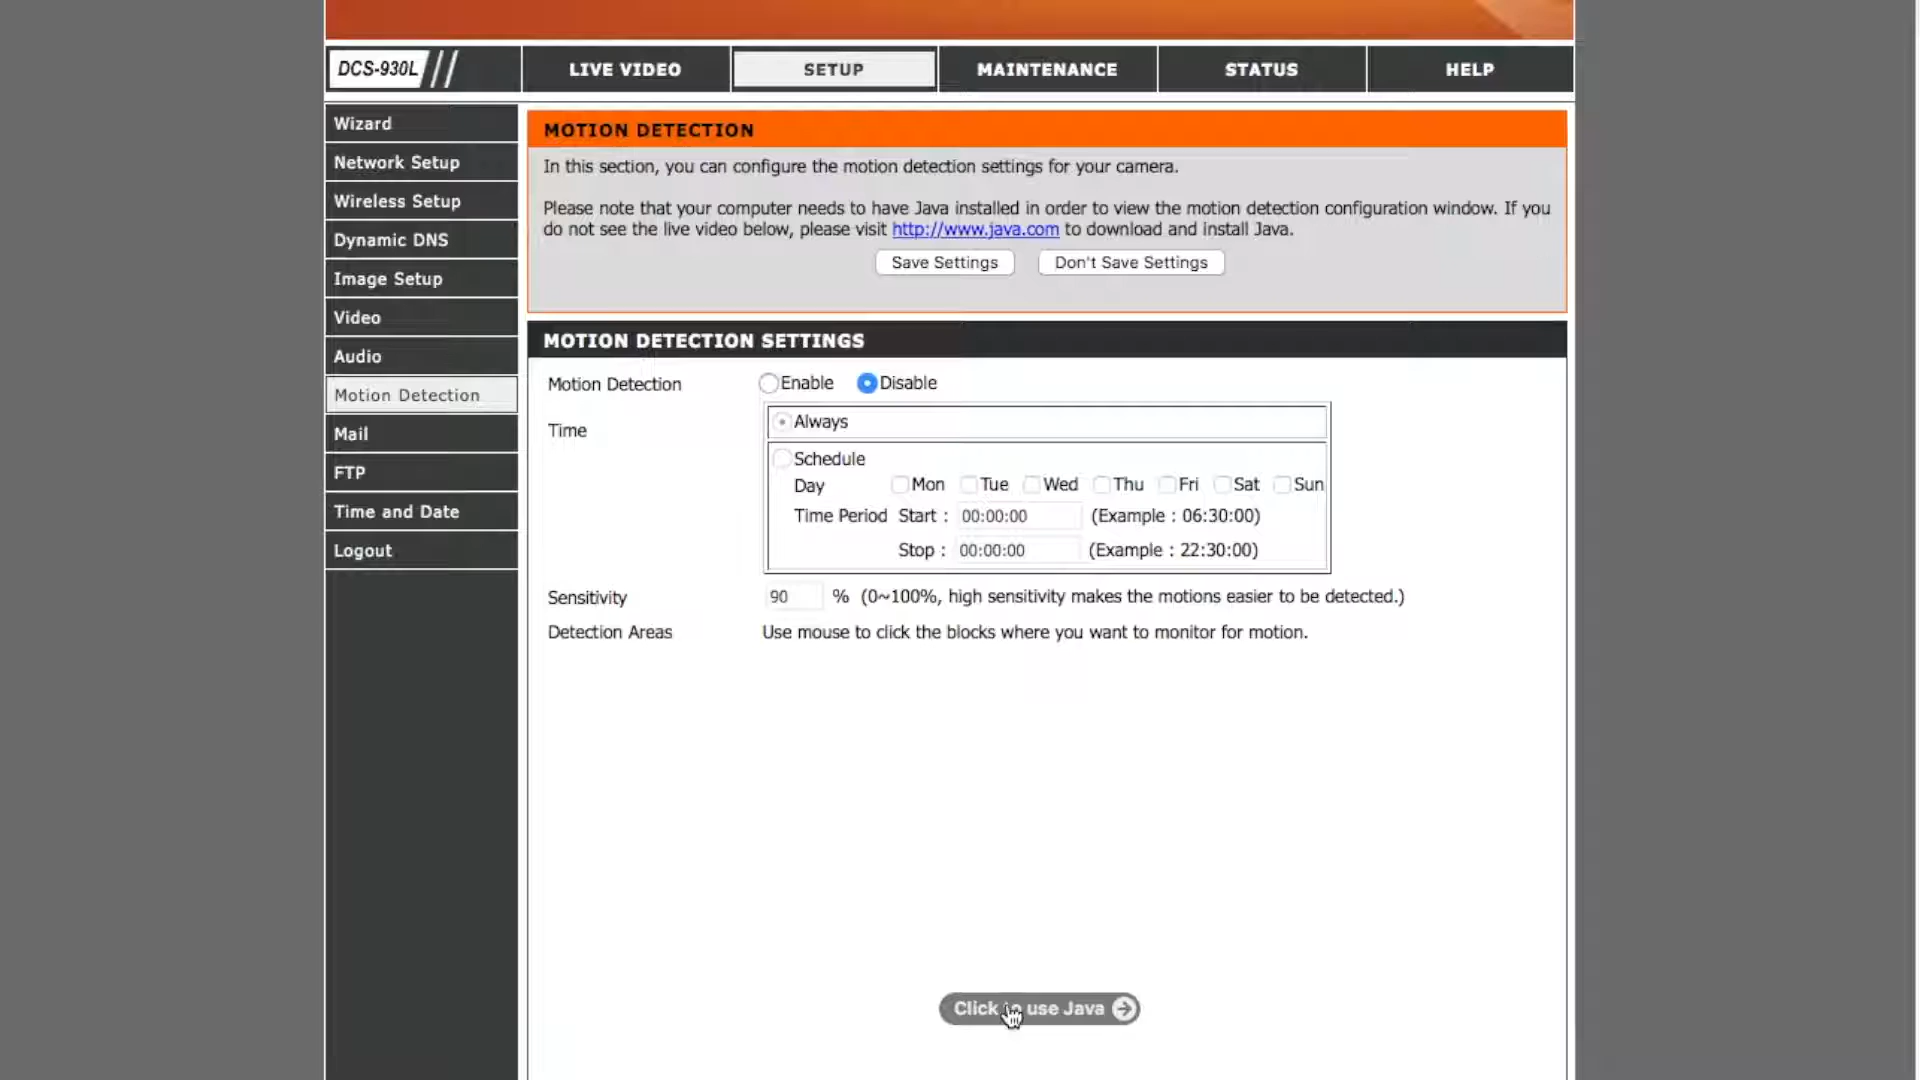 DCS-930L
LIVE VIDEO
SETUP
MAINTENANCE
STATUS
HELP
Wizard
Network Setup
Wireless Setup
Dynamic DNS
Image Setup
Video
Audio
Motion Detection
Mail
FTP
Time and Date
Logout
MOTION DETECTION
In this section, you can configure the motion detection settings for your camera.
Please note that your computer needs to have Java installed in order to view the motion detection configuration window. If you
do not see the live video below, please visit http://www.java.com to download and install Java.
Save Settings Don't Save Settings
MOTION DETECTION SETTINGS
Motion Detection Enable Disable
Time Always
Schedule
Day Mon Tue Wed Thu Fri Sat Sun
Time Period Start : 00:00:00 (Example : 06:30:00)
Stop : 00:00:00 (Example : 22:30:00)
Sensitivity 90 % (0~100%, high sensitivity makes the motions easier to be detected.)
Detection Areas Use mouse to click the blocks where you want to monitor for motion.
Click to use Java